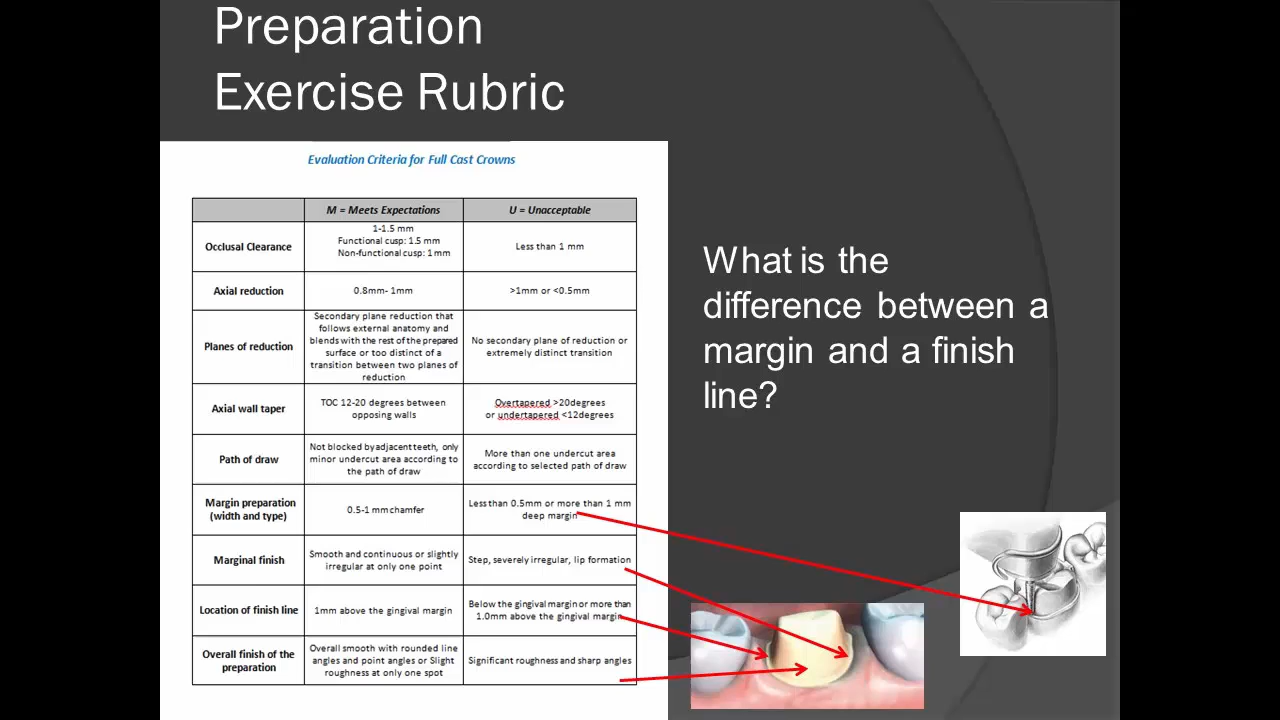 Preparation
Exercise Rubric
Evaluation Criteria for Full Cast Crowns
M = Meets Expectations
U = Unacceptable
Occlusal Clearance
1-1.5 mm
Functional cusp: 1.5 mm
Non-functional cusp: 1 mm
Less than 1 mm
Axial reduction
0.8mm- 1mm
>1mm or <0.5mm
Planes of reduction
Secondary plane reduction that
follows external anatomy and
blends with the rest of the prepared
surface or too distinct of a
transition between two planes of
reduction
No secondary plane of reduction or
extremely distinct transition
Axial wall taper
TOC 12-20 degrees between
opposing walls
Overtapered >20degrees
or undertapered <12degrees
Path of draw
Not blocked by adjacent teeth, only
minor undercut area according to
the path of draw
More than one undercut area
according to selected path of draw
Margin preparation
(width and type)
0.5-1 mm chamfer
Less than 0.5mm or more than 1 mm
deep margin
Marginal finish
Smooth and continuous or slightly
irregular at only one point
Step, severely irregular, lip formation
Location of finish line
1mm above the gingival margin
Below the gingival margin or more than
1.0mm above the gingival margin
Overall finish of the
preparation
Overall smooth with rounded line
angles and point angles or Slight
roughness at only one spot
Significant roughness and sharp angles
What is the
difference between a
margin and a finish
line?